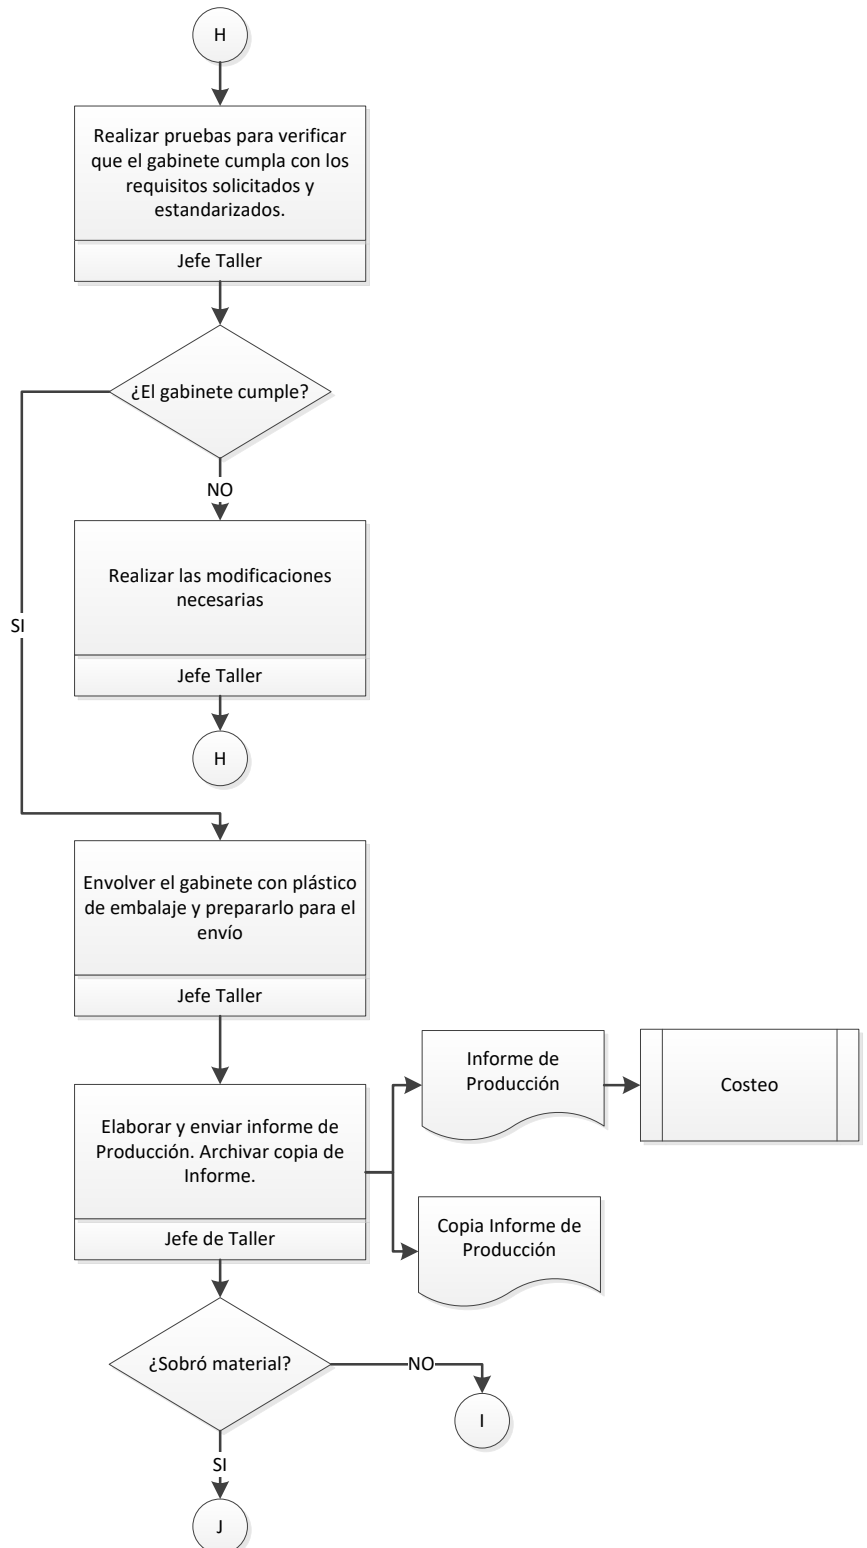 H
Realizar pruebas para verificar
que el gabinete cumpla con los
requisitos solicitados y
estandarizados.
Jefe Taller
¿El gabinete cumple?
NO
Realizar las modificaciones
necesarias
SI
Jefe Taller
H
Envolver el gabinete con plástico
de embalaje y prepararlo para el
envío
Jefe Taller
Informe de
Producción
Costeo
Elaborar y enviar informe de
Producción. Archivar copia de
Informe.
Copia Informe de
Producción
Jefe de Taller
¿Sobró material?
NO
I
SI
J